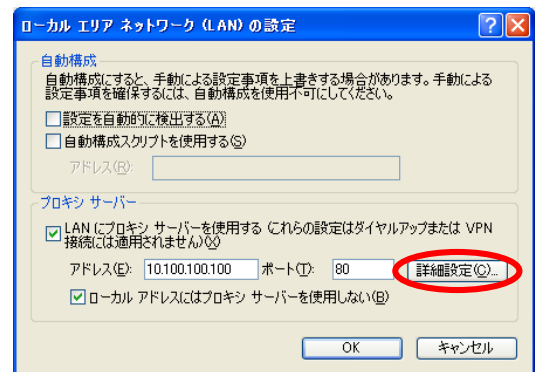 ローカル エリア ネットワーク (LAN) の設定
自動構成
自動構成にすると、手動による設定事項を上書きする場合があります。手動による
設定事項を確保するには、自動構成を使用不可にしてください。
設定を自動的に検出する(A)
自動構成スクリプトを使用する(S)
アドレス(R):
プロキシ サーバー
LAN にプロキシ サーバーを使用する (これらの設定はダイヤルアップまたは VPN
接続には適用されません)(X)
アドレス(E): 10.100.100.100 ポート(T): 80 詳細設定(C)...
ローカル アドレスにはプロキシ サーバーを使用しない(B)
OK キャンセル